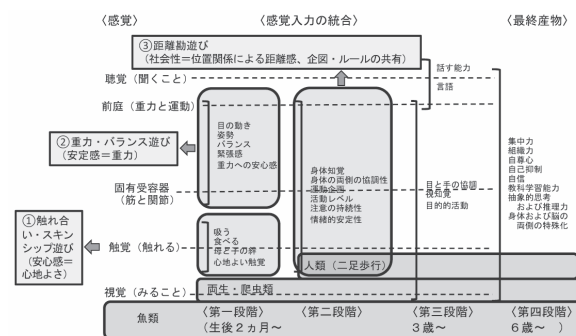 〈感覚〉
〈感覚入力の統合〉
〈最終産物〉
③距離勘遊び
(社会性=位置関係による距離感、企図・ルールの共有)
聴覚(聞くこと)
話す能力
言語
前庭(重力と運動)
目の動き
姿勢
バランス
緊張感
重力への安心感
②重力・バランス遊び
(安定感=重力)
固有受容器
(筋と関節)
身体知覚
身体の両側の協調性
運動企画
活動レベル
注意の持続性
情緒的安定性
目と手の協調
視知覚
目的的活動
集中力
組織力
自尊心
自己抑制
自信
教科学習能力
抽象的思考
および推理力
身体および脳の
両側の特殊化
①触れ合
い・スキン
シップ遊び
(安心感=
心地よさ)
触覚(触れる)
吸う
食べる
母と子の絆
心地よい触覚
人類(二足歩行)
視覚(みること)
両生・爬虫類
魚類
〈第一段階〉
(生後2ヵ月〜
〈第二段階〉
〈第三段階〉
3歳〜
〈第四段階〉
6歳〜 )